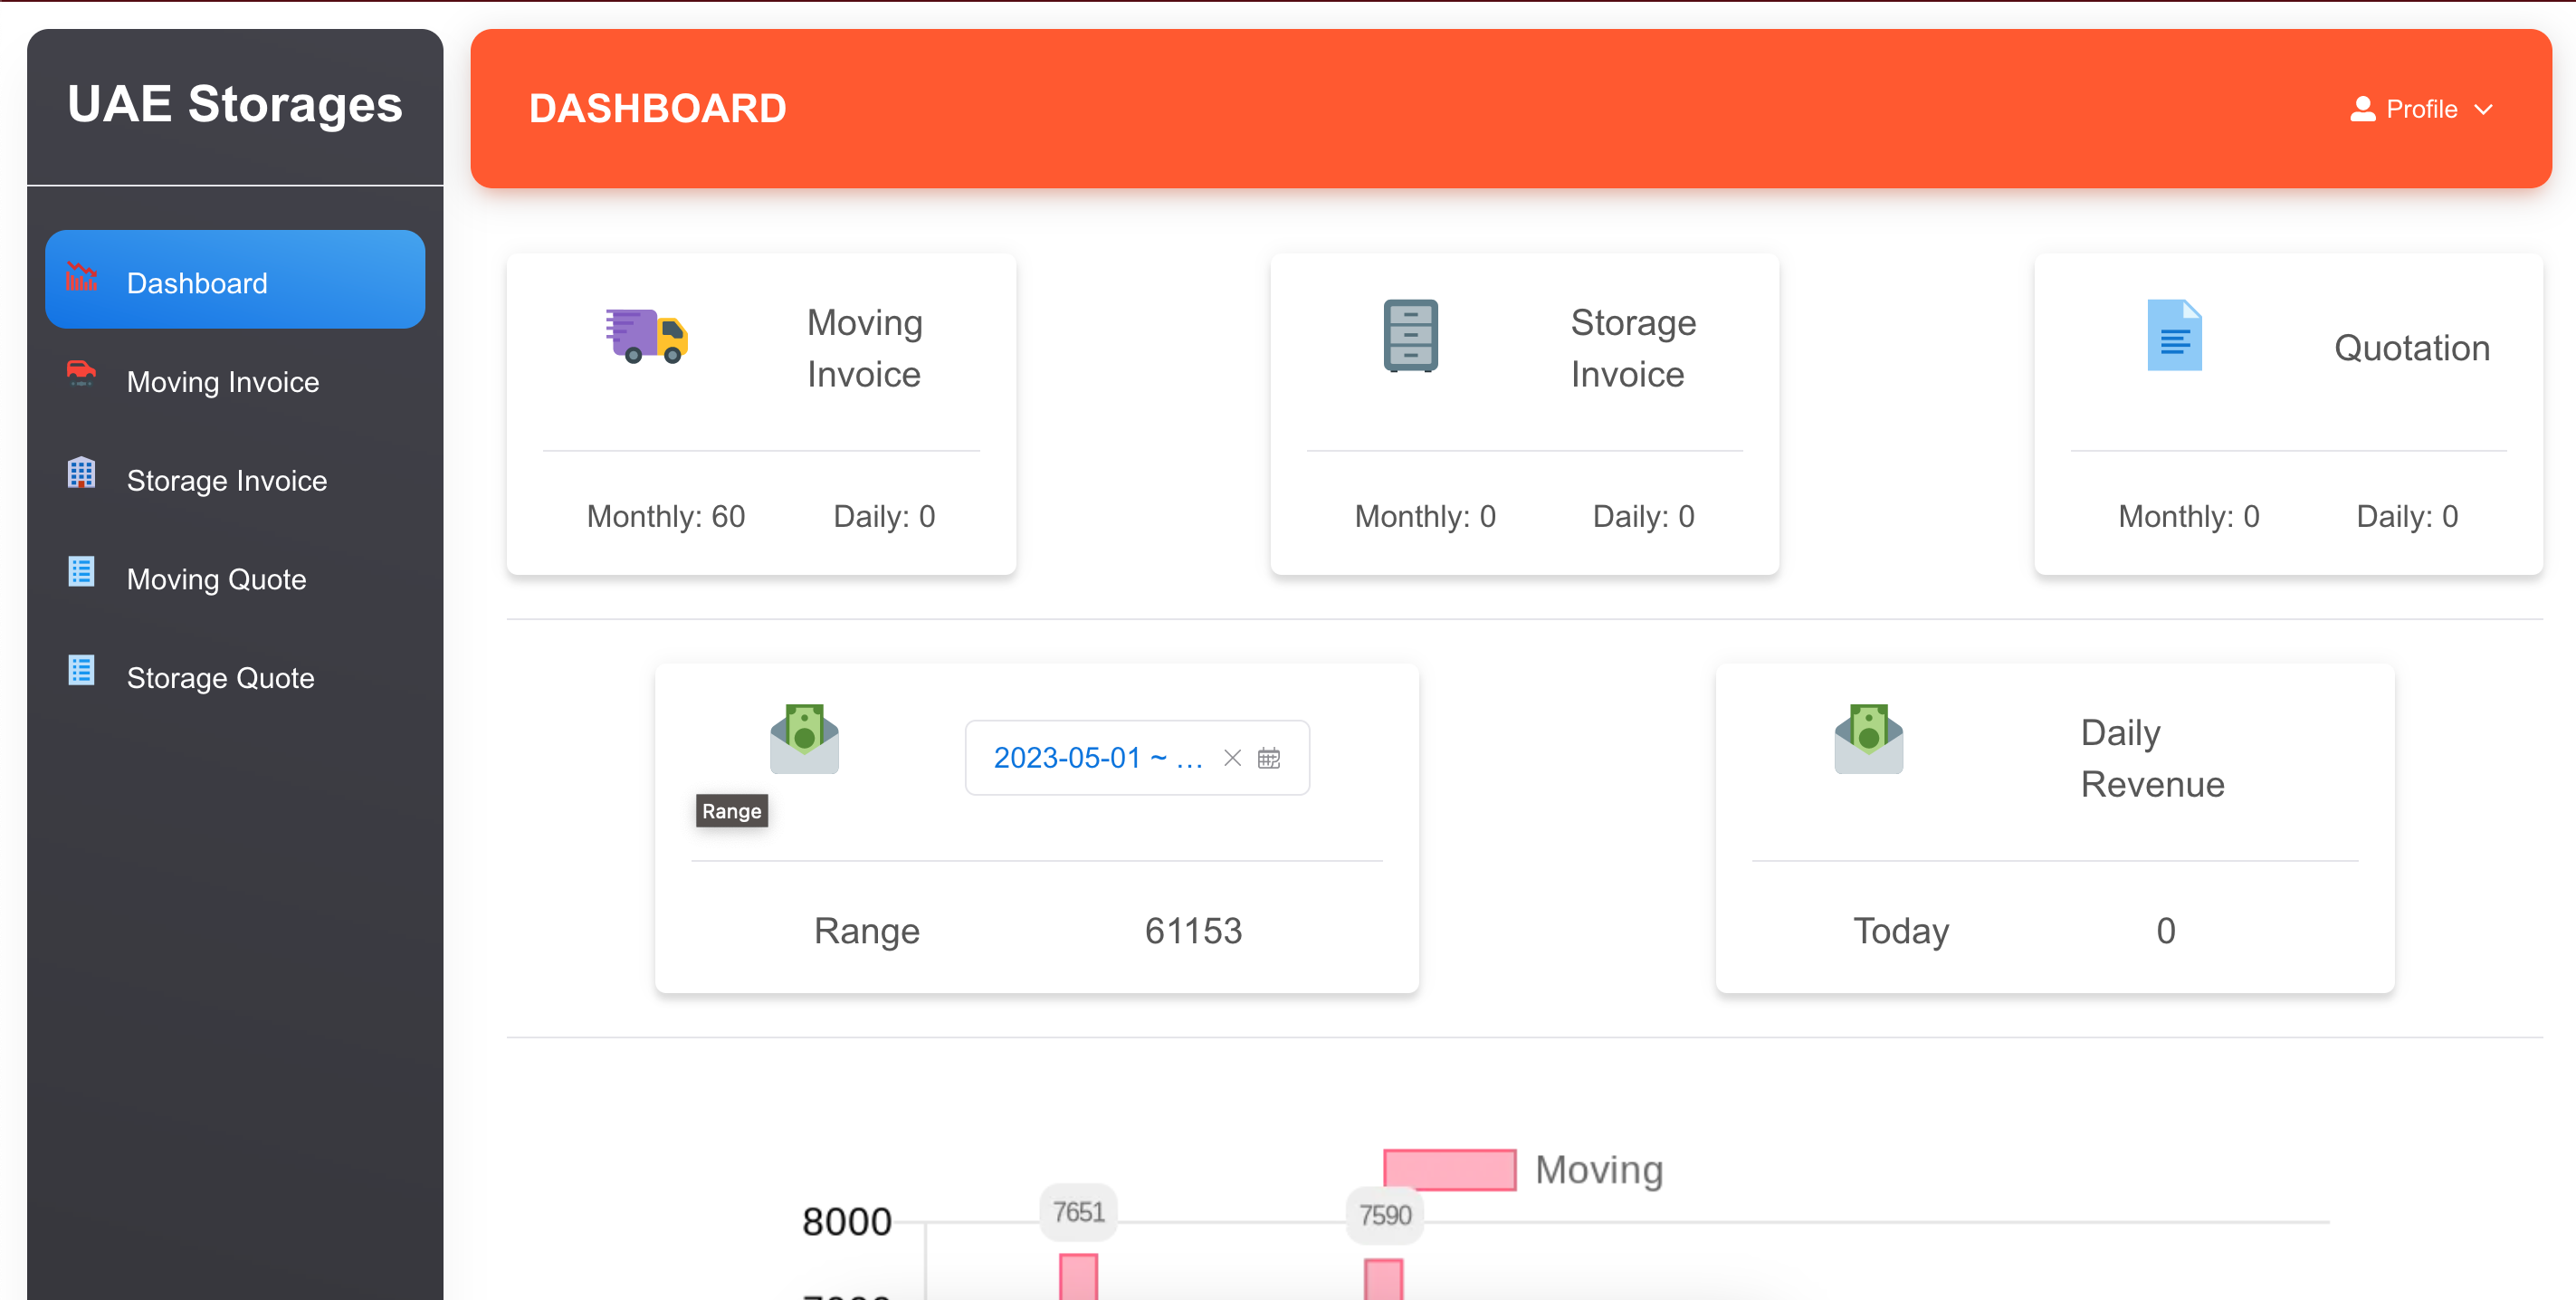 UAE Storages
DASHBOARD
Profile
Dashboard
Moving Invoice
Storage Invoice
Moving Quote
Storage Quote
Moving
Invoice
Monthly: 60 Daily: 0
Storage
Invoice
Monthly: 0 Daily: 0
Quotation
Monthly: 0 Daily: 0
2023-05-01 ~ ...
Range
Range 61153
Daily
Revenue
Today 0
Moving
8000
7651
7590